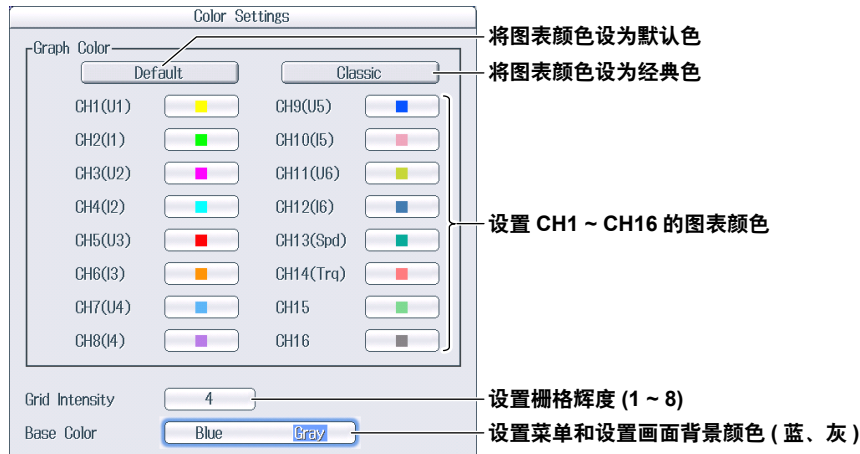 Color Settings
Graph Color
Default Classic
CH1(U1) CH9(U5)
CH2(I1) CH10(I5)
CH3(U2) CH11(U6)
CH4(I2) CH12(I6)
CH5(U3) CH13(Spd)
CH6(I3) CH14(Trq)
CH7(U4) CH15
CH8(I4) CH16
Grid Intensity 4
Base Color Blue Gray
将图表颜色设为默认色
将图表颜色设为经典色
设置 CH1 ~ CH16 的图表颜色
设置栅格辉度 (1 ~ 8)
设置菜单和设置画面背景颜色 ( 蓝、灰 )